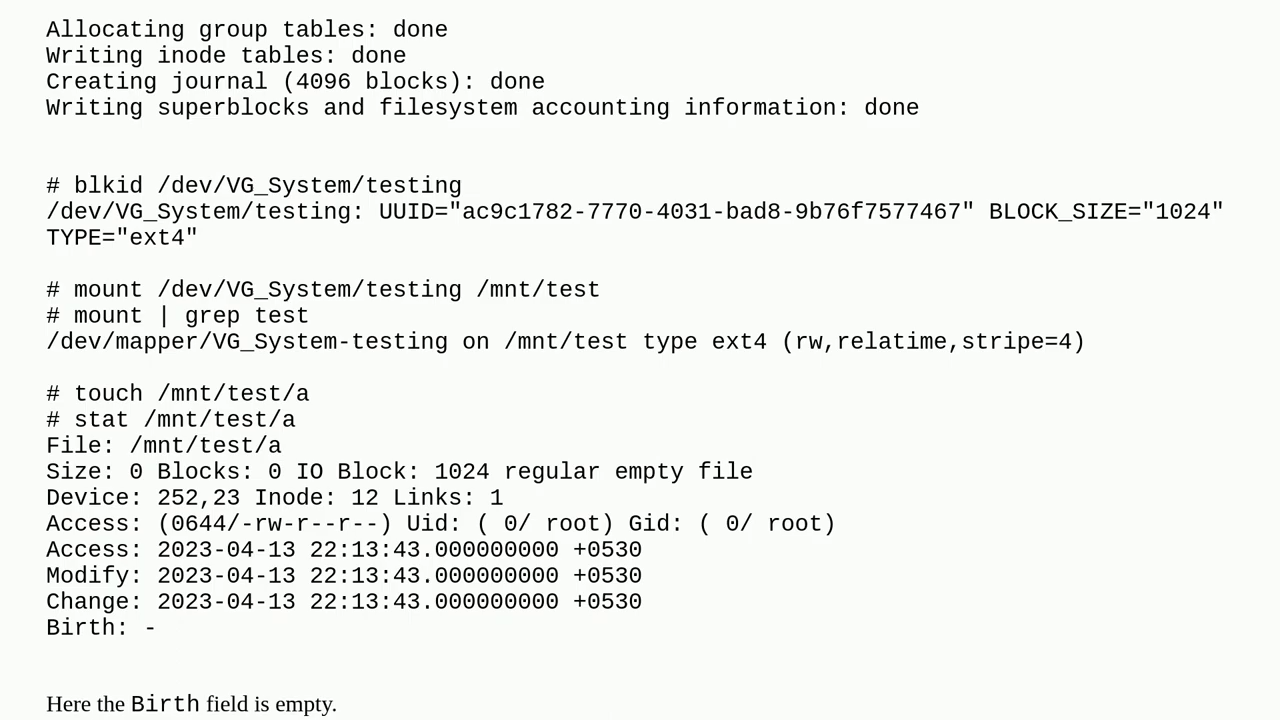 Allocating group tables: done
Writing inode tables: done
Creating journal (4096 blocks): done
Writing superblocks and filesystem accounting information: done
# blkid /dev/VG_System/testing
/dev/VG_System/testing: UUID="ac9c1782-7770-4031-bad8-9b76f7577467" BLOCK_SIZE="1024"
TYPE="ext4"
# mount /dev/VG_System/testing /mnt/test
# mount | grep test
/dev/mapper/VG_System-testing on /mnt/test type ext4 (rw,relatime,stripe=4)
# touch /mnt/test/a
# stat /mnt/test/a
File: /mnt/test/a
Size: 0 Blocks: 0 IO Block: 1024 regular empty file
Device: 252,23 Inode: 12 Links: 1
Access: (0644/-rw-r--r--) Uid: ( 0/ root) Gid: ( 0/ root)
Access: 2023-04-13 22:13:43.000000000 +0530
Modify: 2023-04-13 22:13:43.000000000 +0530
Change: 2023-04-13 22:13:43.000000000 +0530
Birth: -
Here the Birth field is empty.